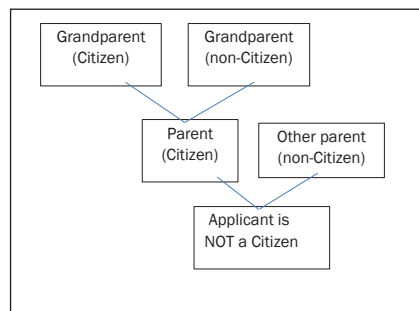 Grandparent
(Citizen)
Grandparent
(non-Citizen)
Parent
(Citizen)
Other parent
(non-Citizen)
Applicant is
NOT a Citizen